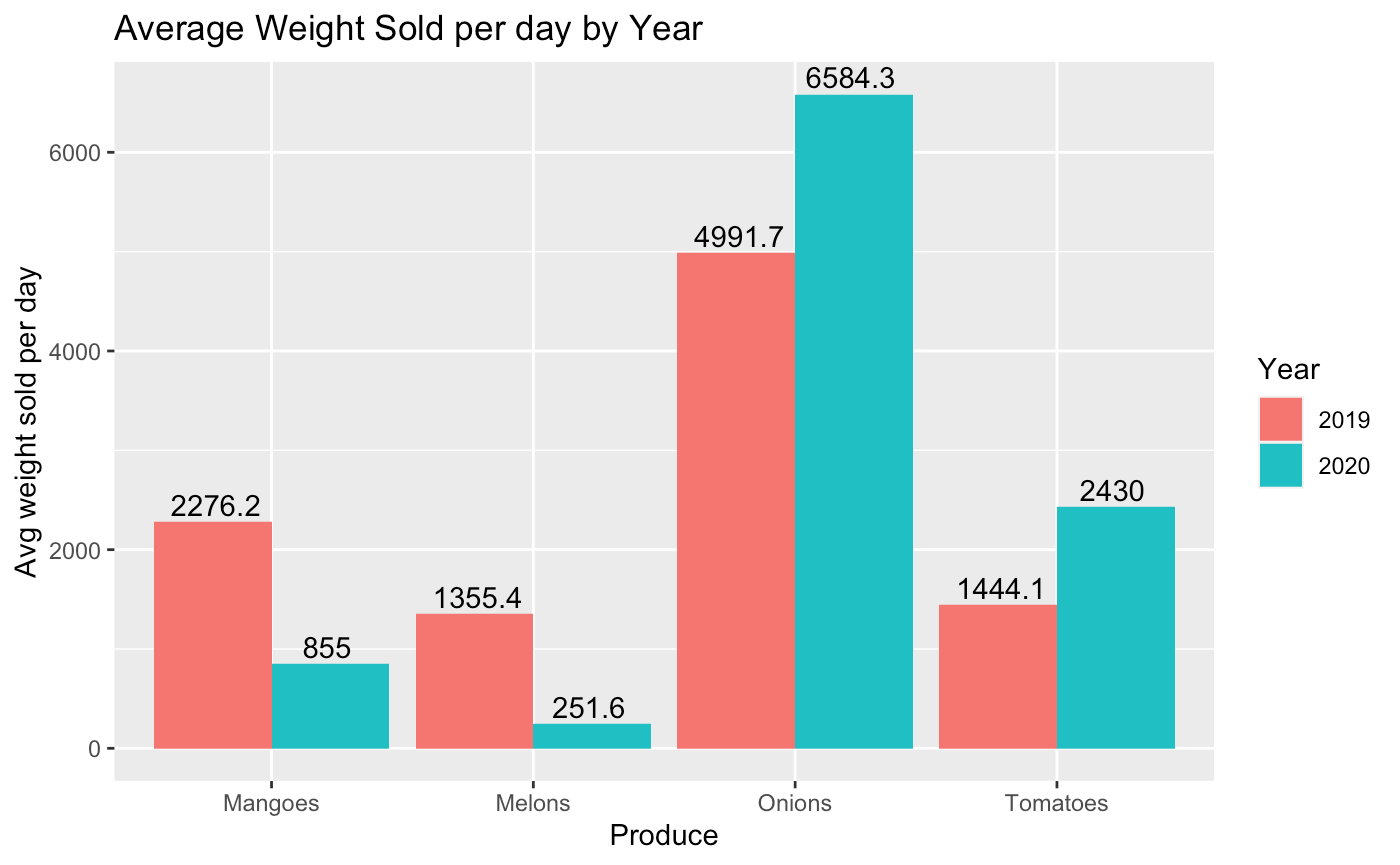 Average Weight Sold per day by Year
Avg weight sold per day
6000
4000
2000
0
2276.2
855
1355.4
251.6
4991.7
6584.3
1444.1
2430
Mangoes
Melons
Onions
Tomatoes
Produce
Year
2019
2020